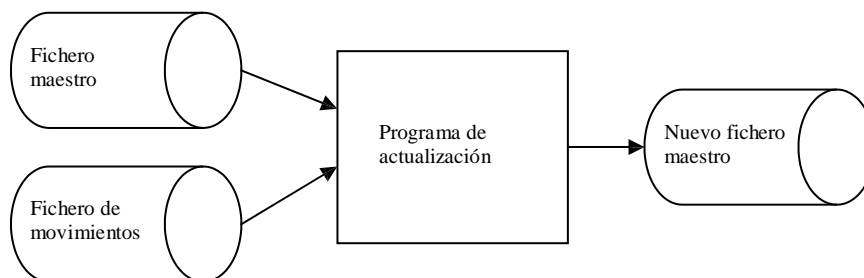 Fichero
maestro
Programa de
actualización
Nuevo fichero
maestro
Fichero de
movimientos